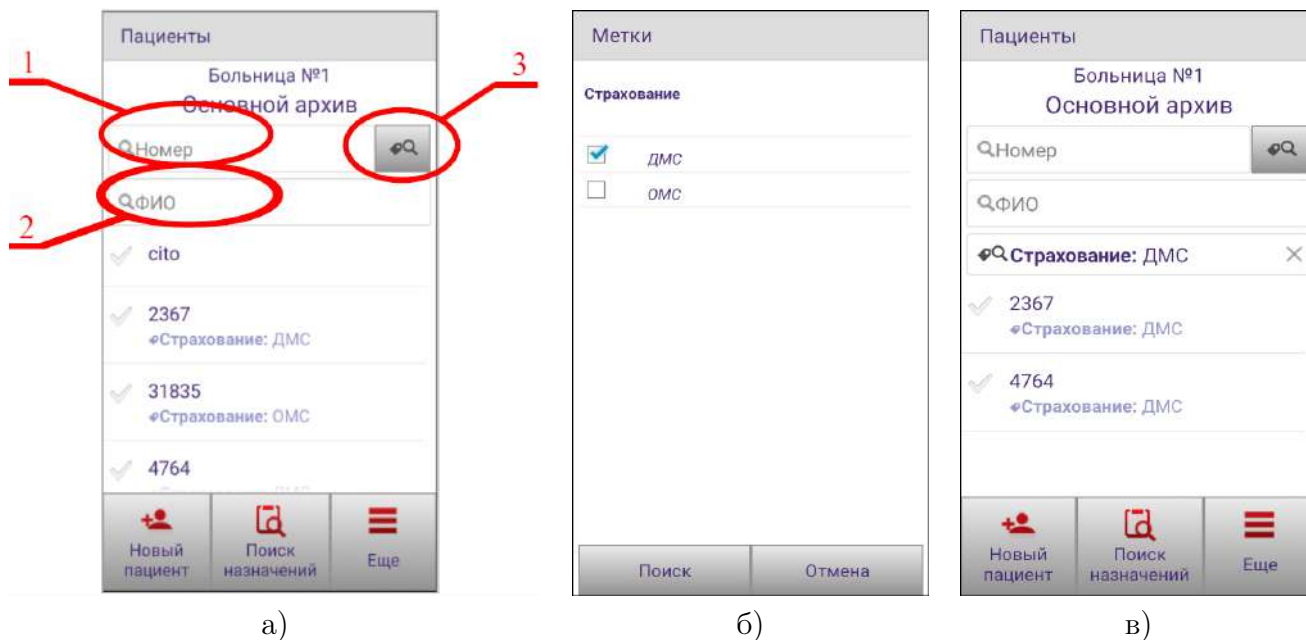 1
2
3
Пациенты
Больница №1
Основной архив
Номер
ФИО
cito
2367
Страхование: ДМС
31835
Страхование: ОМС
4764
Новый
пациент
Поиск
назначений
Еще
а)
Метки
Страхование
ДМС
ОМС
Поиск
Отмена
б)
Пациенты
Больница №1
Основной архив
Номер
ФИО
Страхование: ДМС
2367
Страхование: ДМС
4764
Страхование: ДМС
Новый
пациент
Поиск
назначений
Еще
в)